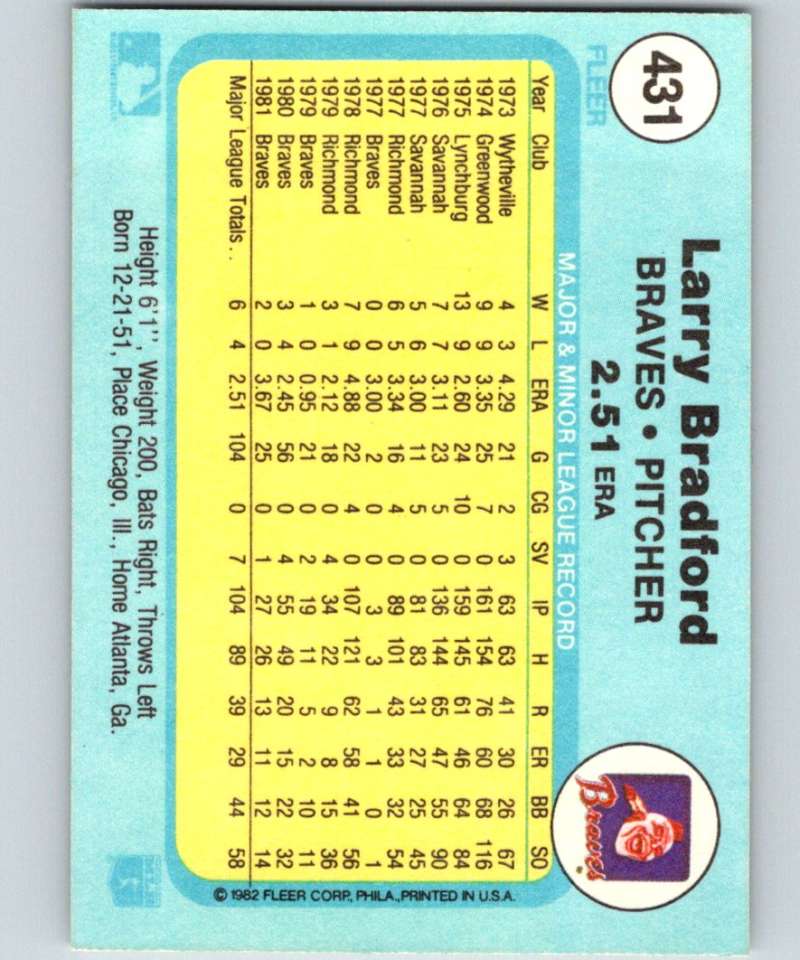 431
FLEER
Larry Bradford
BRAVES • PITCHER
2.51 ERA
Braves
MAJOR & MINOR LEAGUE RECORD
Year Club W L ERA G CG SV IP H R ER BB SO
1973 Wytheville 4 3 4.29 21 2 3 63 63 41 30 26 67
1974 Greenwood 9 9 3.35 25 7 0 161 154 76 60 68 116
1975 Lynchburg 13 9 2.60 24 10 0 159 145 61 46 64 84
1976 Savannah 7 7 3.11 23 5 0 136 144 65 47 55 90
1977 Savannah 5 6 3.00 11 5 0 81 83 31 27 25 45
1977 Richmond 6 5 3.34 16 4 0 89 101 43 33 32 54
1977 Braves 0 0 3.00 2 0 0 3 3 1 1 0 1
1978 Richmond 7 9 4.88 22 4 0 107 121 62 58 41 56
1979 Richmond 3 1 2.12 18 0 4 34 22 9 8 15 36
1979 Braves 1 0 0.95 21 0 2 19 11 5 2 10 11
1980 Braves 3 4 2.45 56 0 4 55 49 20 15 22 32
1981 Braves 2 0 3.67 25 0 1 27 26 13 11 12 14
Major League Totals . . 6 4 2.51 104 0 7 104 89 39 29 44 58
© 1982 FLEER CORP., PHILA., PRINTED IN U.S.A.
Height 6'1", Weight 200, Bats Right, Throws Left
Born 12-21-51, Place Chicago, Ill., Home Atlanta, Ga.